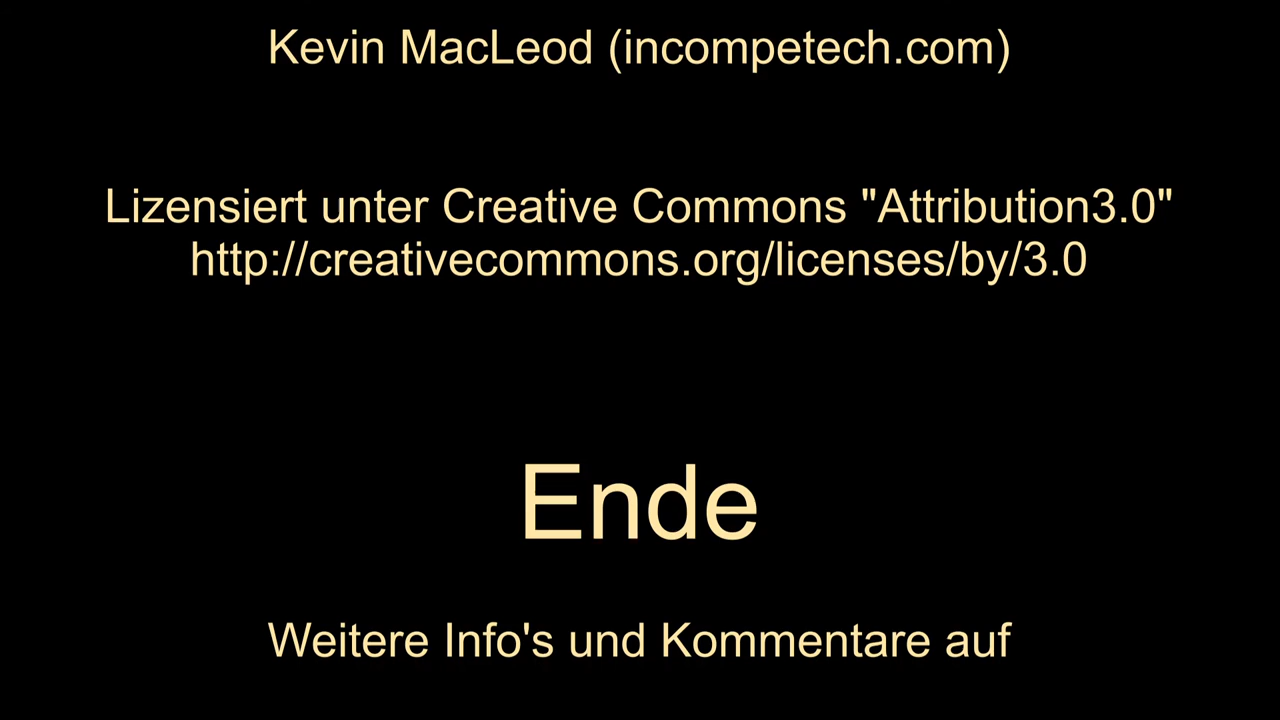 Kevin MacLeod (incompetech.com)
Lizensiert unter Creative Commons "Attribution3.0"
http://creativecommons.org/licenses/by/3.0
Ende
Weitere Info's und Kommentare auf